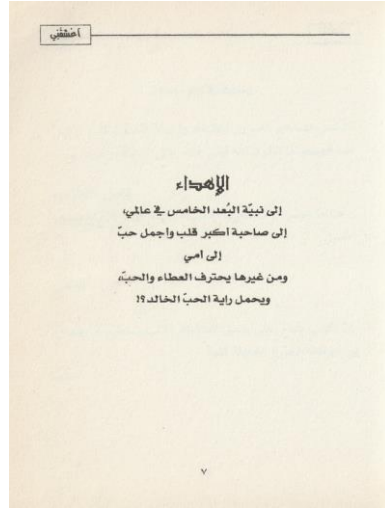 أعشقني
الإهداء
إلى نبيّة البُعد الخامس في عالمي،
إلى صاحبة أكبر قلب وأجمل حبّ
إلى أمي
ومن غيرها يحترف العطاء والحبّ،
ويحمل راية الحبّ الخالد؟!
٧